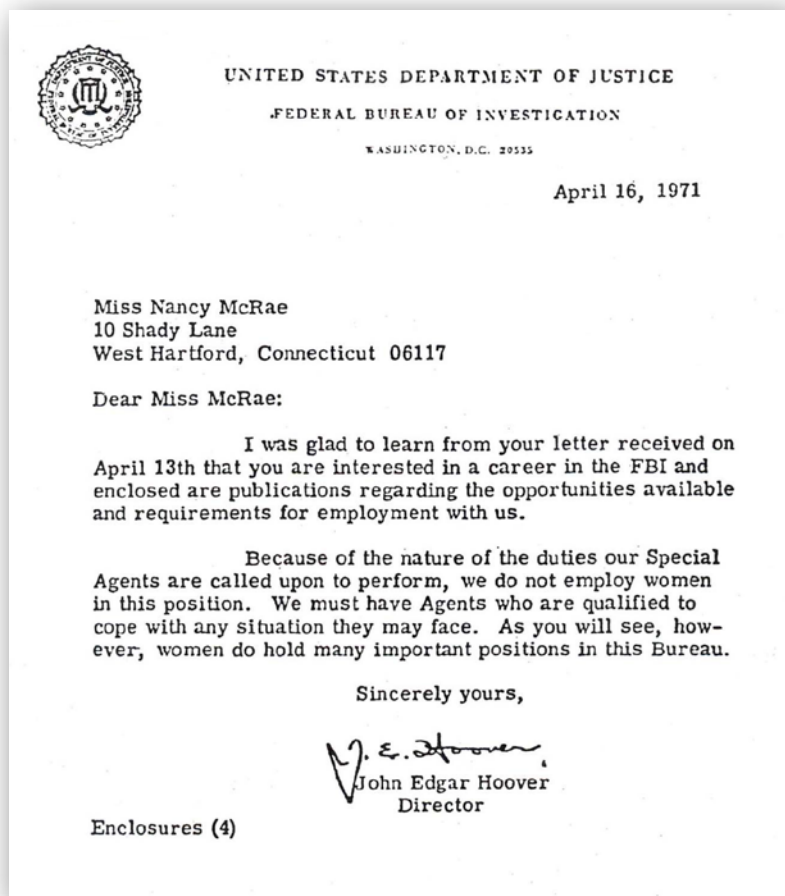 UNITED STATES DEPARTMENT OF JUSTICE
FEDERAL BUREAU OF INVESTIGATION
WASHINGTON, D.C. 20535
April 16, 1971
Miss Nancy McRae
10 Shady Lane
West Hartford, Connecticut 06117
Dear Miss McRae:
I was glad to learn from your letter received on
April 13th that you are interested in a career in the FBI and
enclosed are publications regarding the opportunities available
and requirements for employment with us.
Because of the nature of the duties our Special
Agents are called upon to perform, we do not employ women
in this position. We must have Agents who are qualified to
cope with any situation they may face. As you will see, how-
ever, women do hold many important positions in this Bureau.
Sincerely yours,
J. E. Hoover
John Edgar Hoover
Director
Enclosures (4)